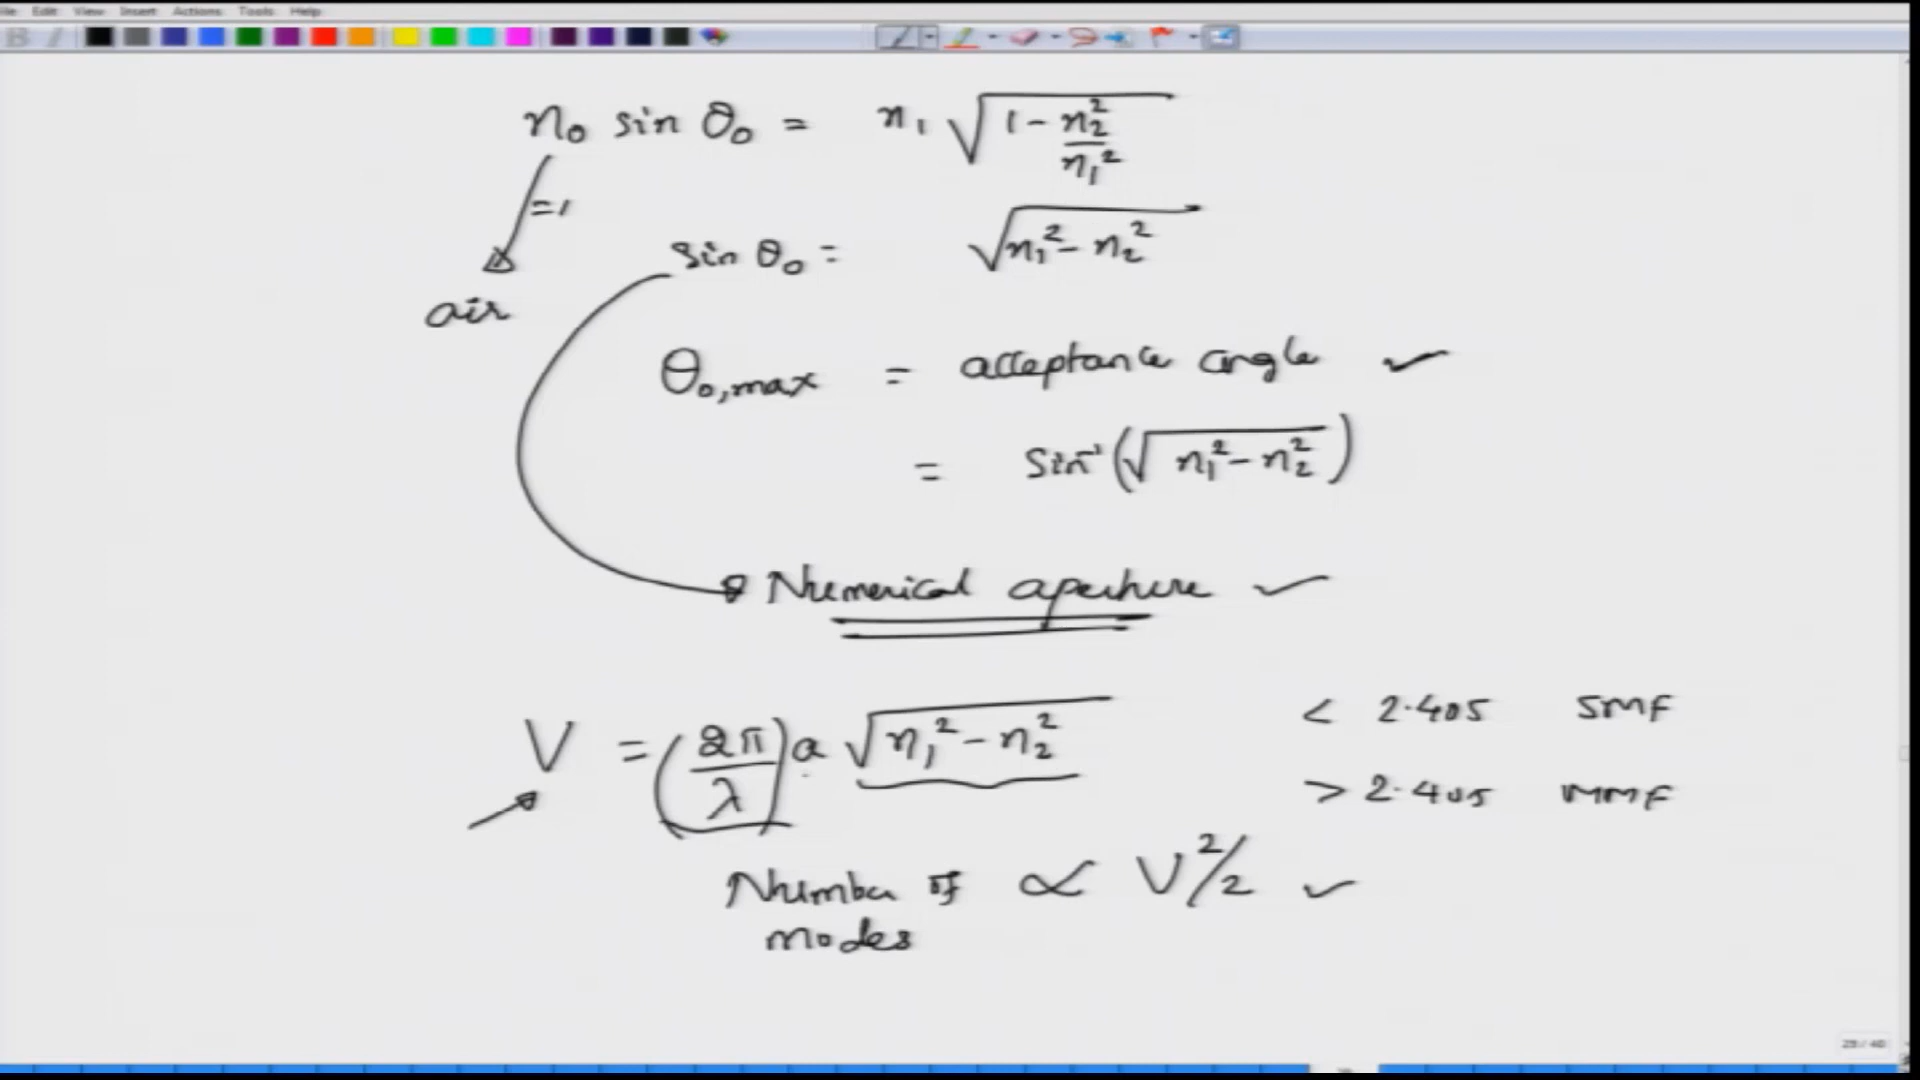 File Edit View Insert Actions Tools Help
B I
n₀ sin θ₀ = n₁ √(1 - n₂²/n₁²)
=1
sin θ₀ = √(n₁² - n₂²)
air
θ₀,max = acceptance angle ✓
= sin⁻¹(√(n₁² - n₂²))
Numerical aperture ✓
V = (2π/λ) a √(n₁² - n₂²)
< 2.405 SMF
> 2.405 MMF
Number of ∝ V²/2 ✓
modes
29/40